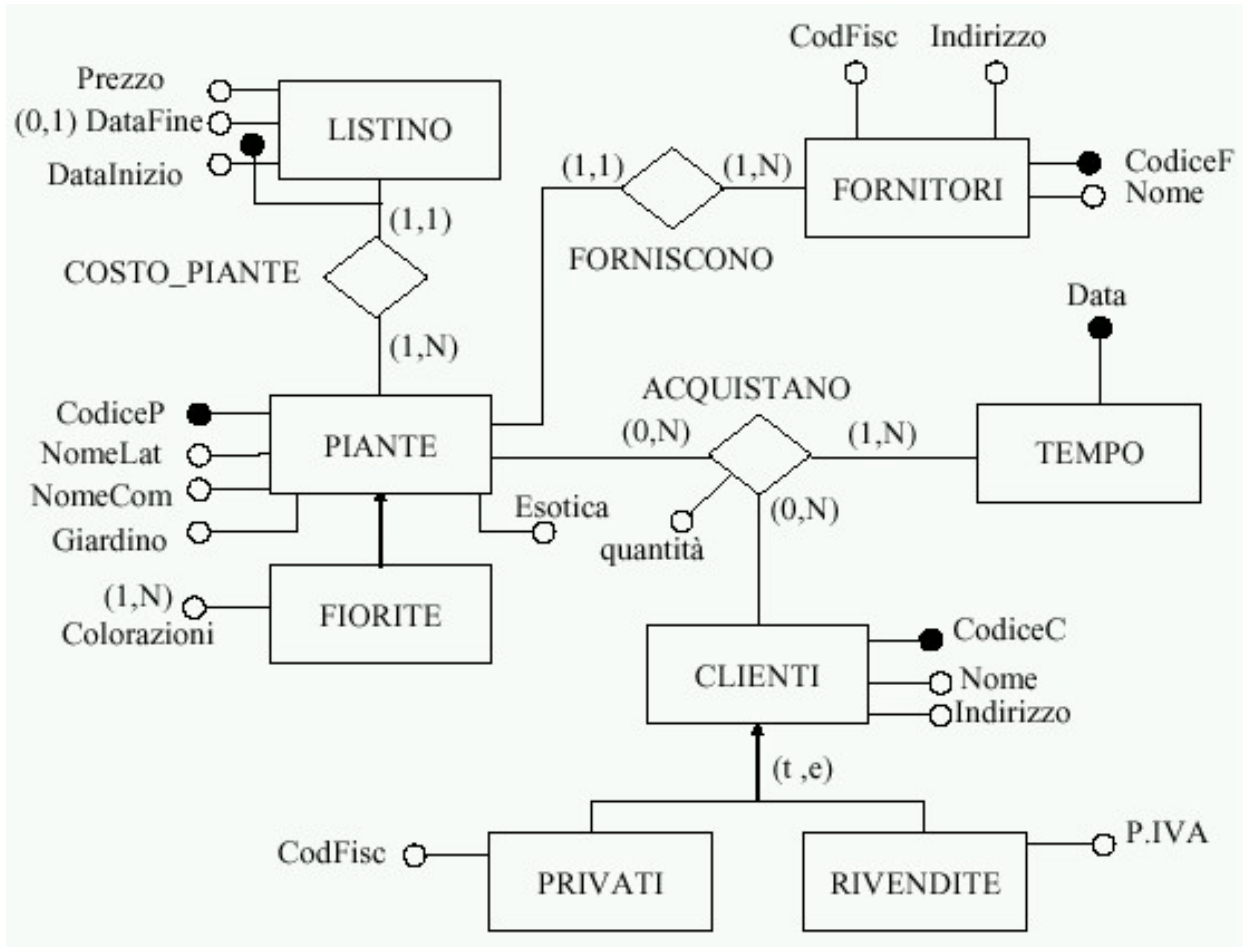 CodFisc Indirizzo
Prezzo
(0,1) DataFine
DataInizio
LISTINO
(1,1)
COSTO_PIANTE
(1,N)
(1,1)
(1,N)
FORNISCONO
FORNITORI
CodiceF
Nome
Data
TEMPO
ACQUISTANO
(0,N)
(1,N)
(0,N)
quantità
CodiceP
NomeLat
NomeCom
Giardino
PIANTE
Esotica
(1,N)
Colorazioni
FIORITE
CLIENTI
CodiceC
Nome
Indirizzo
(t ,e)
CodFisc
PRIVATI
RIVENDITE
P.IVA